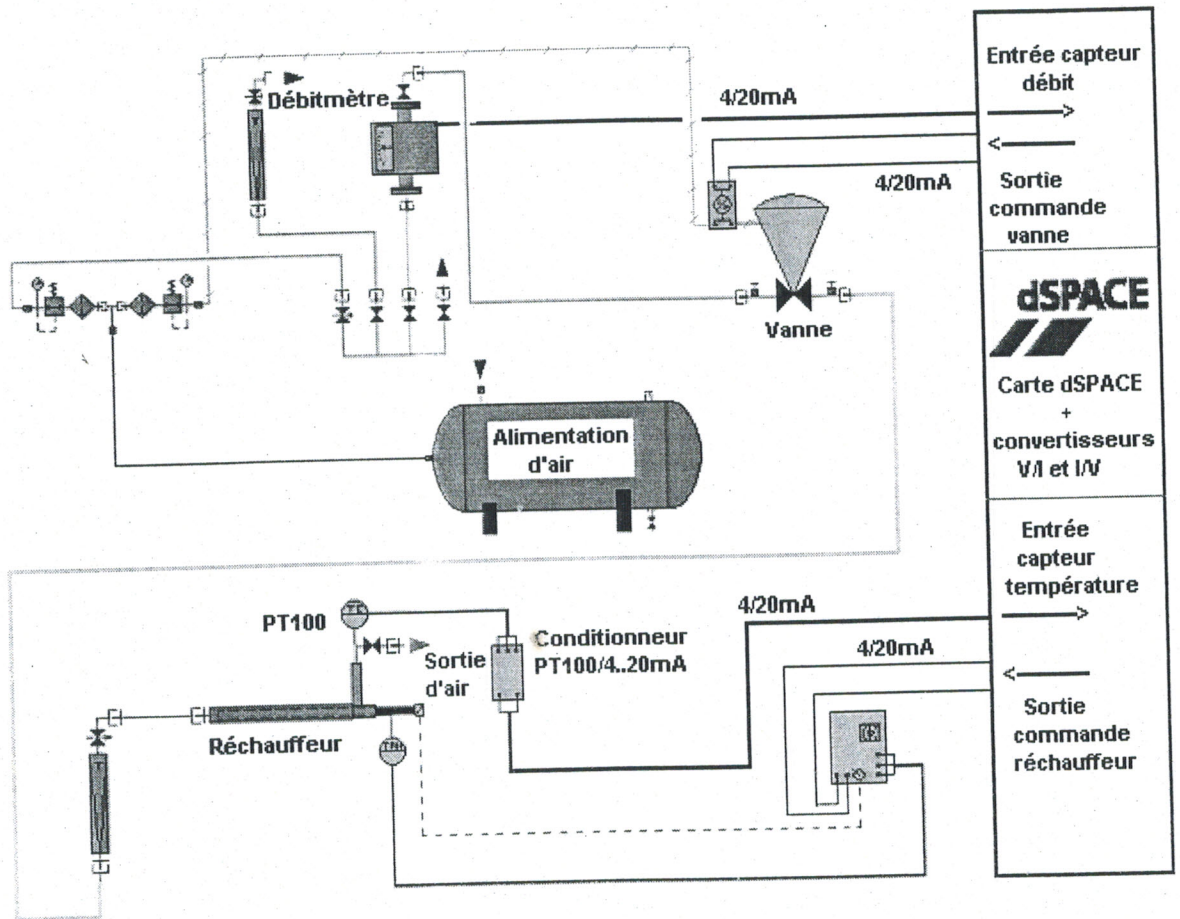 Entrée capteur
débit
4/20mA
Débitmètre
4/20mA
Sortie
commande
vanne
dSPACE
Vanne
Carte dSPACE
+
convertisseurs
V/I et I/V
Alimentation
d'air
Entrée
capteur
température
4/20mA
PT100
Conditionneur
PT100/4..20mA
4/20mA
Sortie
d'air
Réchauffeur
Sortie
commande
réchauffeur